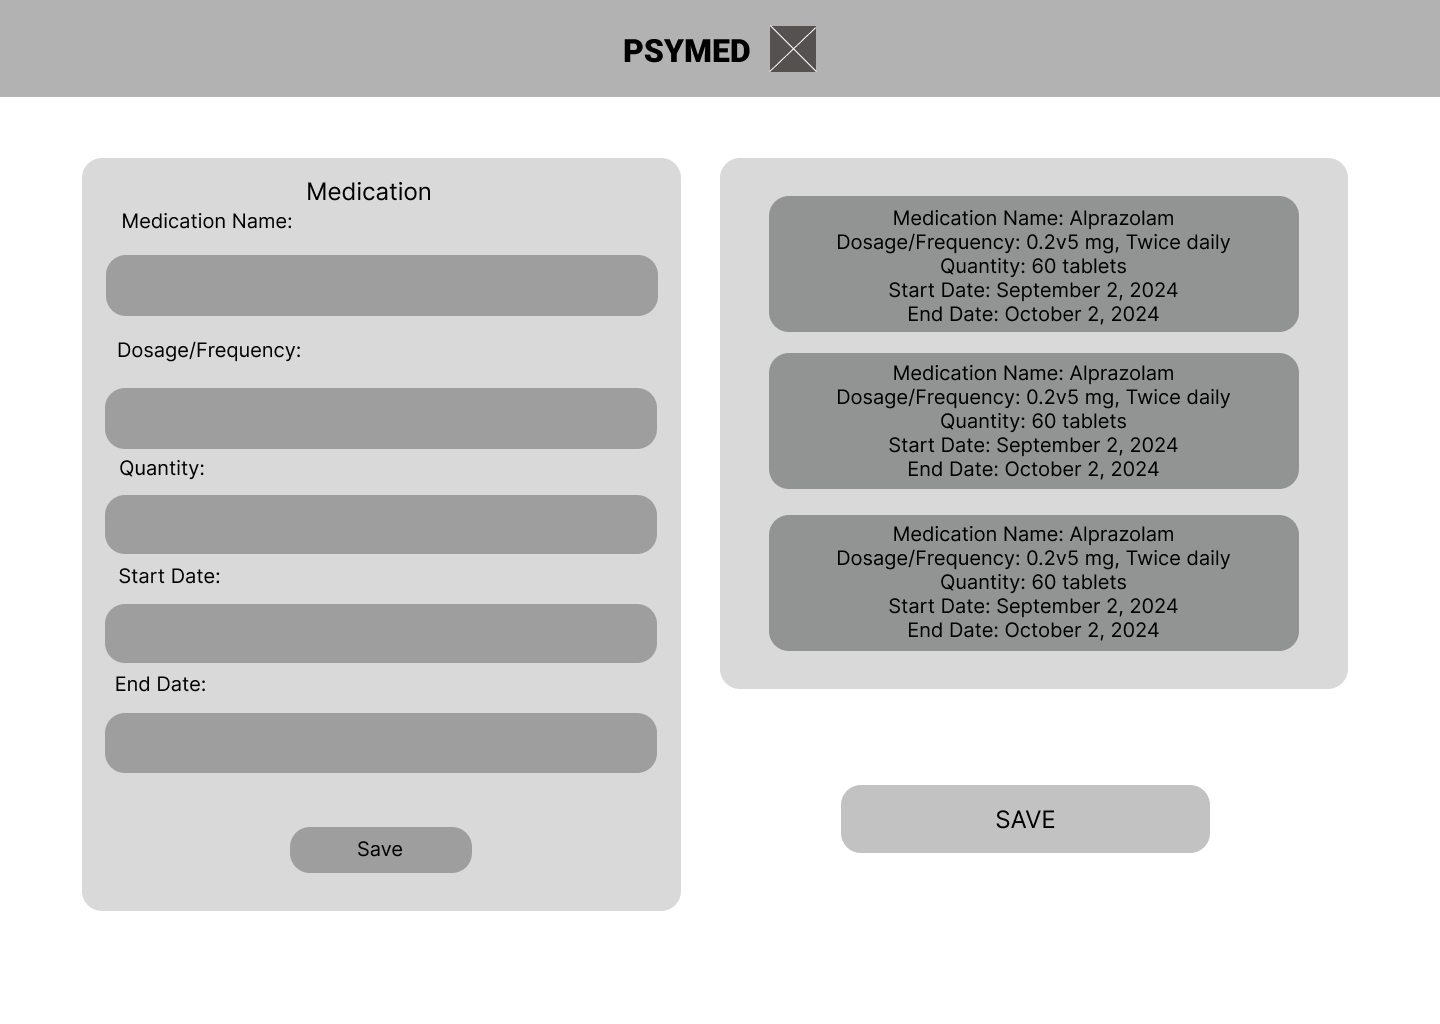 PSYMED
Medication
Medication Name:
Dosage/Frequency:
Quantity:
Start Date:
End Date:
Save
Medication Name: Alprazolam
Dosage/Frequency: 0.2v5 mg, Twice daily
Quantity: 60 tablets
Start Date: September 2, 2024
End Date: October 2, 2024
Medication Name: Alprazolam
Dosage/Frequency: 0.2v5 mg, Twice daily
Quantity: 60 tablets
Start Date: September 2, 2024
End Date: October 2, 2024
Medication Name: Alprazolam
Dosage/Frequency: 0.2v5 mg, Twice daily
Quantity: 60 tablets
Start Date: September 2, 2024
End Date: October 2, 2024
SAVE